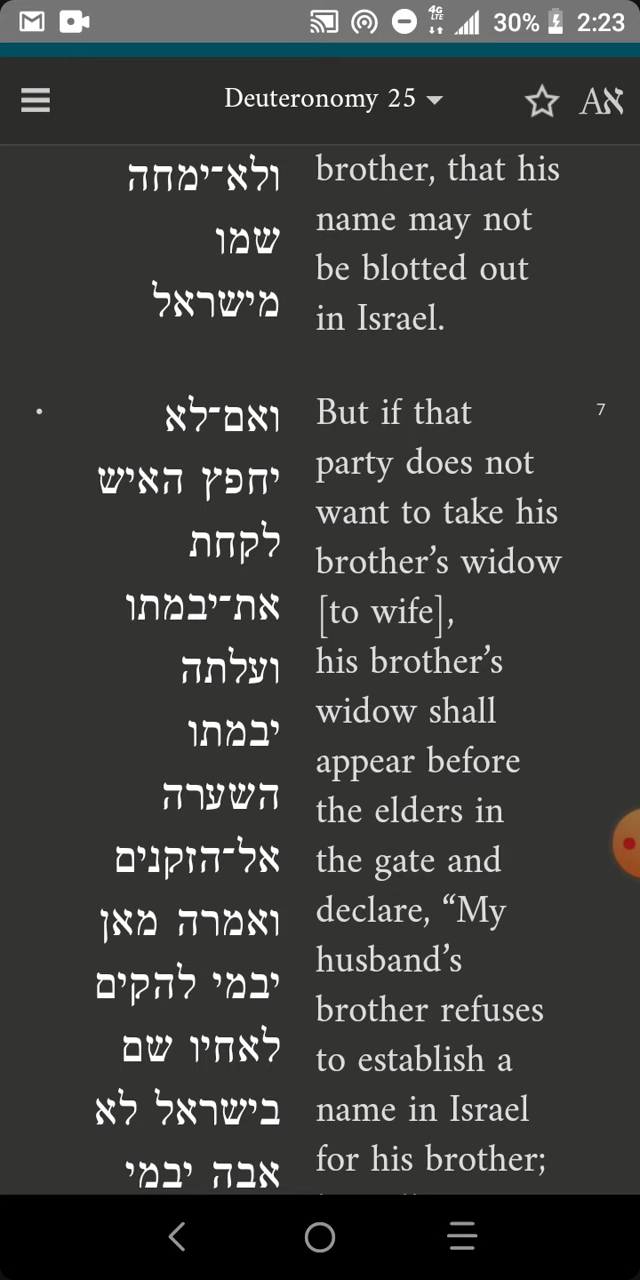 4G
LTE
30%
2:23
Deuteronomy 25
Aא
ולא־ימחה
שמו
מישראל
brother, that his
name may not
be blotted out
in Israel.
ואם־לא
יחפץ האיש
לקחת
את־יבמתו
ועלתה
יבמתו
השערה
אל־הזקנים
ואמרה מאן
יבמי להקים
לאחיו שם
בישראל לא
אבה יבמי
But if that
party does not
want to take his
brother’s widow
[to wife],
his brother’s
widow shall
appear before
the elders in
the gate and
declare, “My
husband’s
brother refuses
to establish a
name in Israel
for his brother;
7